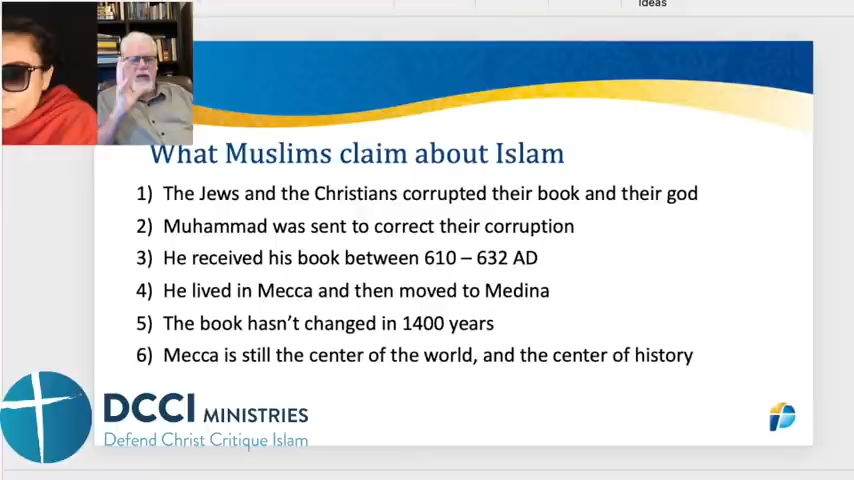 Ideas
What Muslims claim about Islam
1) The Jews and the Christians corrupted their book and their god
2) Muhammad was sent to correct their corruption
3) He received his book between 610 – 632 AD
4) He lived in Mecca and then moved to Medina
5) The book hasn't changed in 1400 years
6) Mecca is still the center of the world, and the center of history
DCCI MINISTRIES
Defend Christ Critique Islam